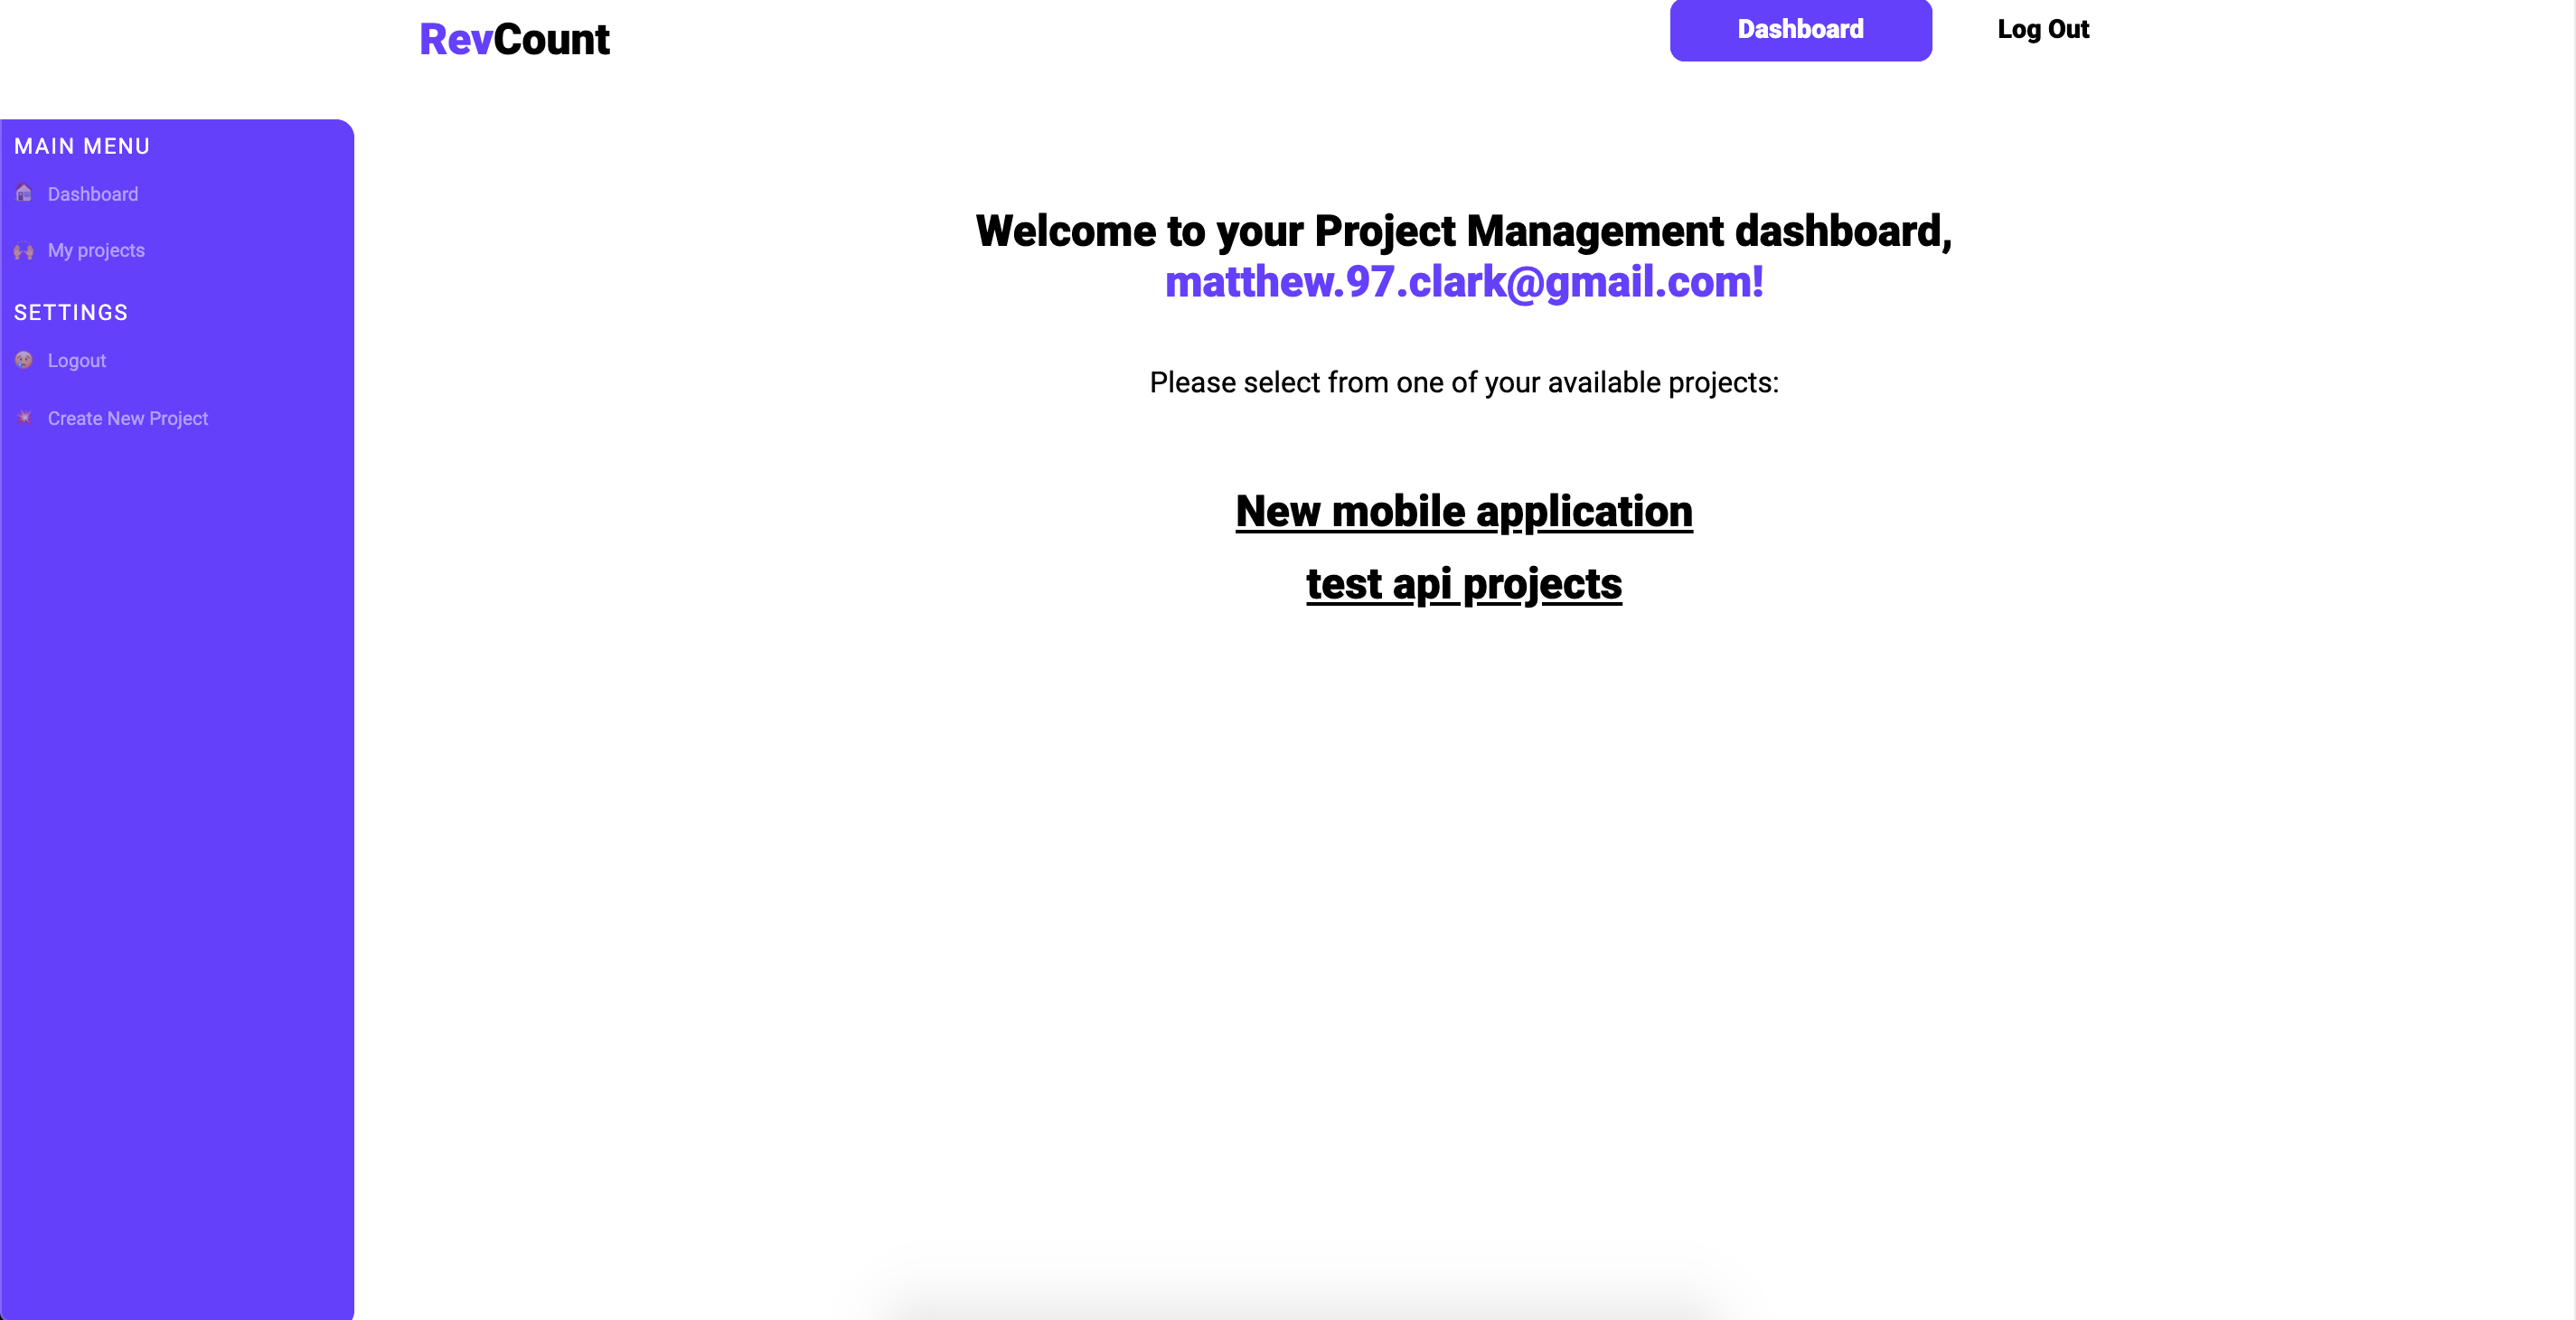 RevCount
Dashboard
Log Out
MAIN MENU
Dashboard
My projects
SETTINGS
Logout
Create New Project
Welcome to your Project Management dashboard,
matthew.97.clark@gmail.com!
Please select from one of your available projects:
New mobile application
test api projects